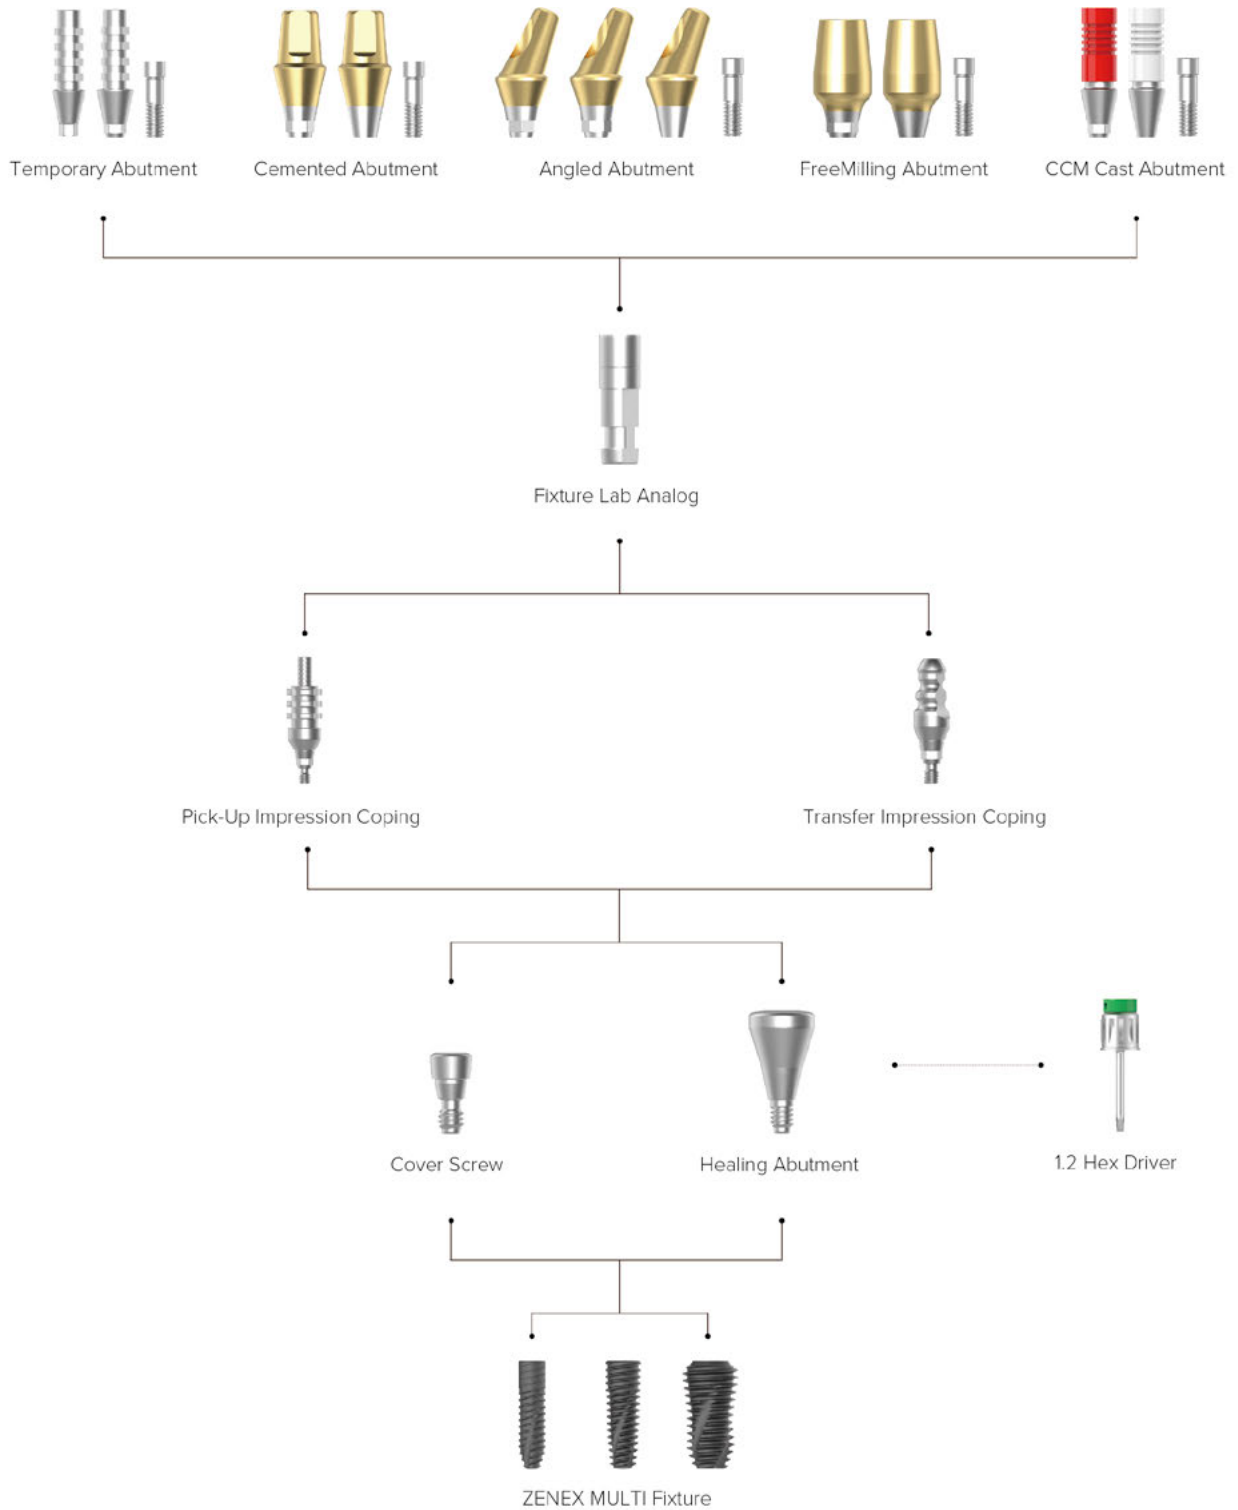 Temporary Abutment
Cemented Abutment
Angled Abutment
FreeMilling Abutment
CCM Cast Abutment
Fixture Lab Analog
Pick-Up Impression Coping
Transfer Impression Coping
Cover Screw
Healing Abutment
1.2 Hex Driver
ZENEX MULTI Fixture